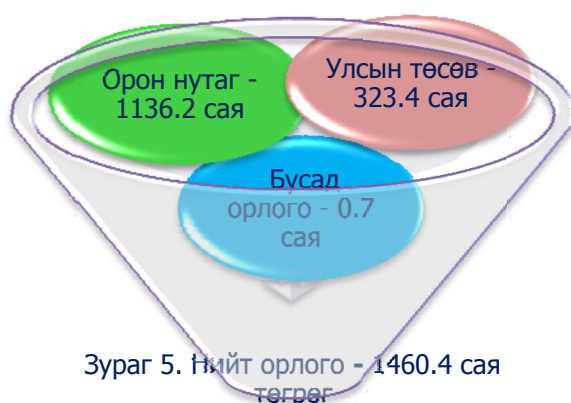 Орон нутаг -
1136.2 сая
Улсын төсөв -
323.4 сая
Бусад
орлого - 0.7
сая
Зураг 5. Нийт орлого - 1460.4 сая
төгрөг